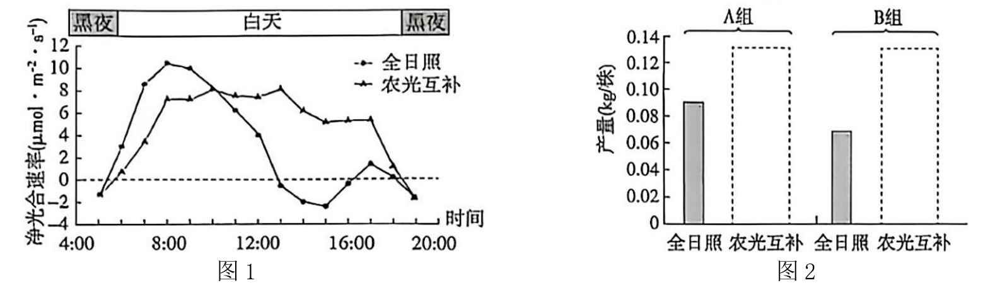 黑夜 白天 黑夜
净光合速率(μmol·m⁻²·s⁻¹)
12
10
8
6
4
2
0
-2
-4
全日照
农光互补
时间
4:00 8:00 12:00 16:00 20:00
图1
A组 B组
产量(kg/株)
0.14
0.12
0.10
0.08
0.06
0.04
0.02
0
全日照 农光互补 全日照 农光互补
图2